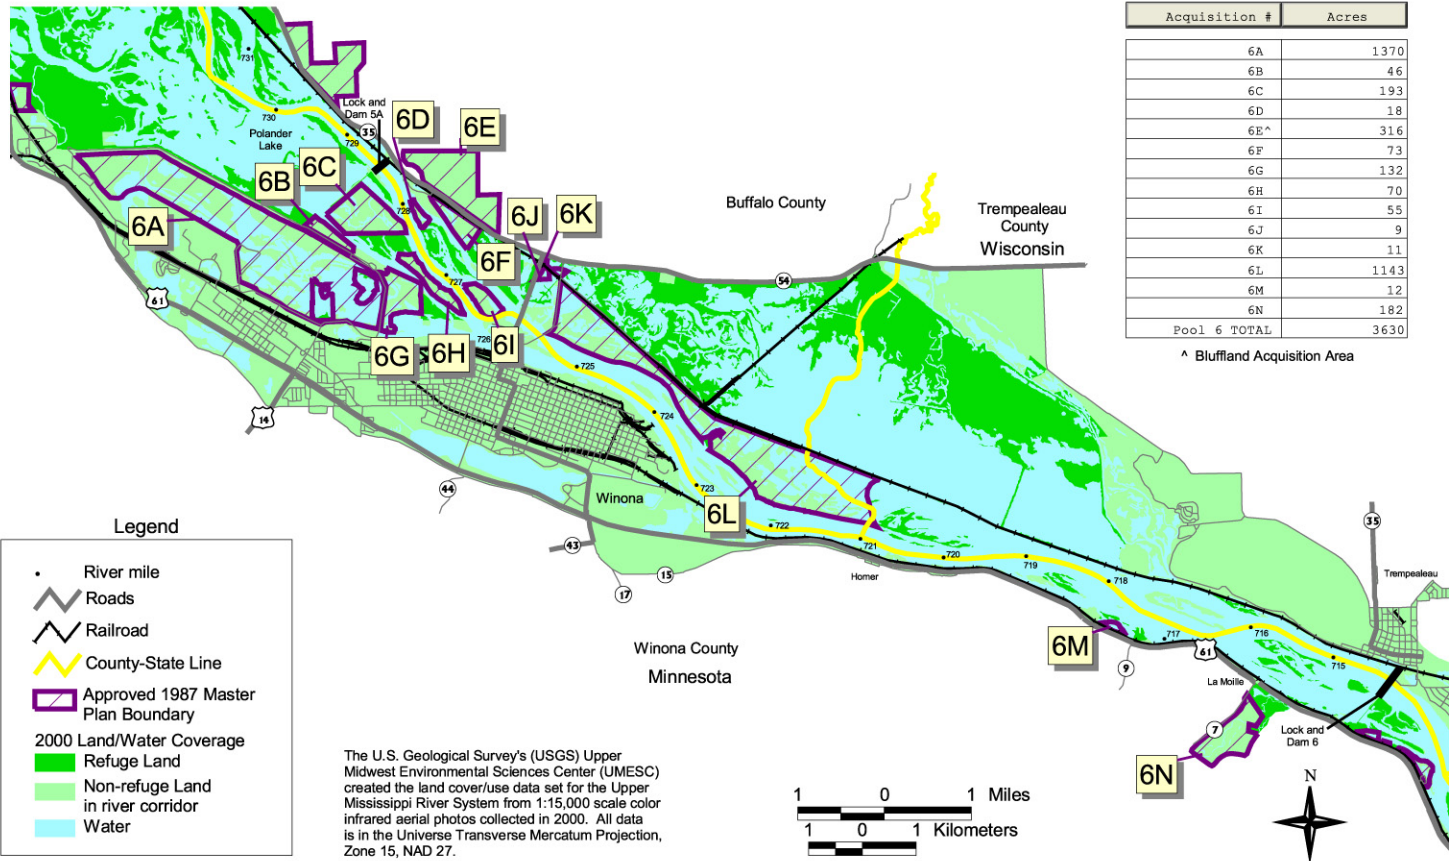 Acquisition # Acres
6A 1370
6B 46
6C 193
6D 18
6E^ 316
6F 73
6G 132
6H 70
6I 55
6J 9
6K 11
6L 1143
6M 12
6N 182
Pool 6 TOTAL 3630
^ Bluffland Acquisition Area
731
730
Polander
Lake
729
Lock and
Dam 5A
35
6D
6E
6C
6B
6A
728
6J
6K
6F
727
61
6G
6H
6I
726
725
724
723
14
44
Winona
6L
722
721
43
15
17
Homer
Buffalo County
Trempealeau
County
Wisconsin
54
720
719
718
717
716
715
35
Trempealeau
6M
9
61
La Moille
7
6N
Lock and
Dam 6
Winona County
Minnesota
Legend
River mile
Roads
Railroad
County-State Line
Approved 1987 Master
Plan Boundary
2000 Land/Water Coverage
Refuge Land
Non-refuge Land
in river corridor
Water
The U.S. Geological Survey's (USGS) Upper
Midwest Environmental Sciences Center (UMESC)
created the land cover/use data set for the Upper
Mississippi River System from 1:15,000 scale color
infrared aerial photos collected in 2000. All data
is in the Universe Transverse Mercatum Projection,
Zone 15, NAD 27.
1 0 1 Miles
1 0 1 Kilometers
N